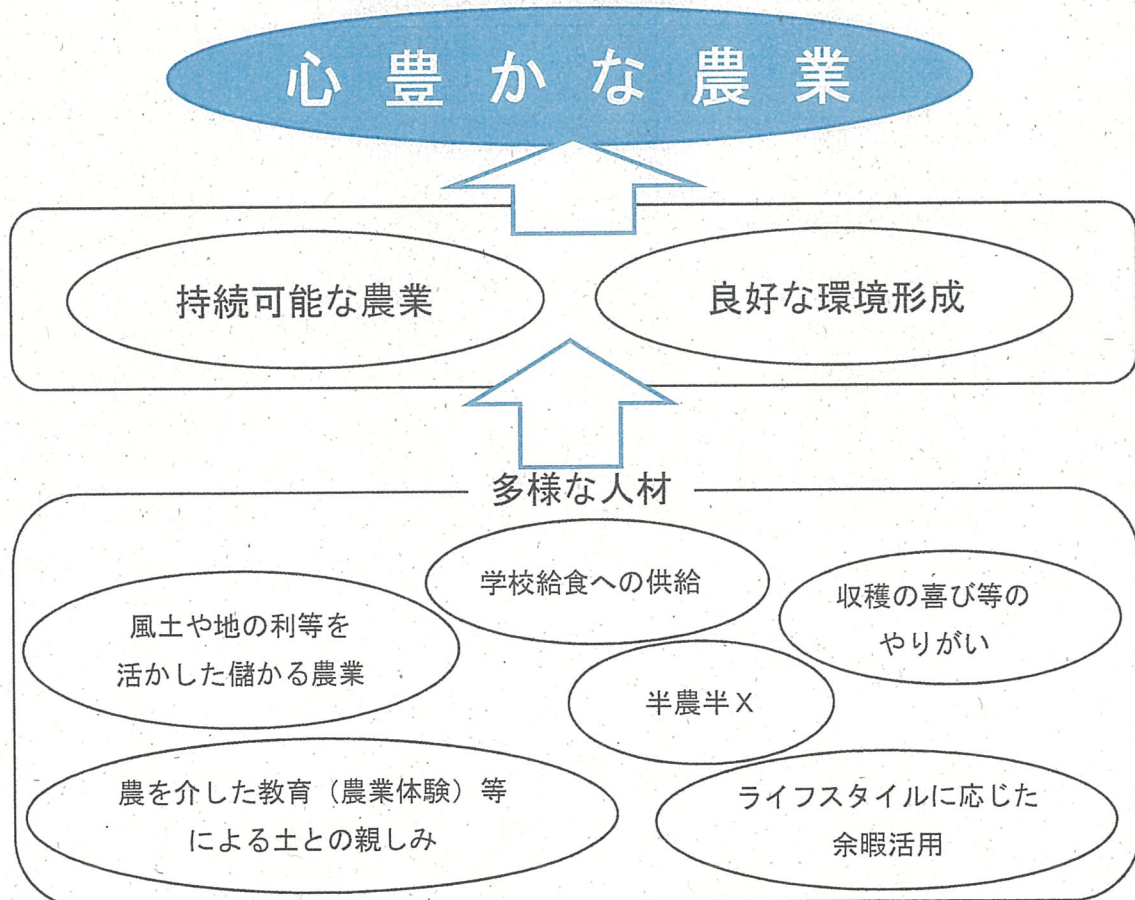 心豊かな農業
持続可能な農業
良好な環境形成
多様な人材
学校給食への供給
収穫の喜び等の
やりがい
風土や地の利等を
活かした儲かる農業
半農半X
農を介した教育（農業体験）等
による土との親しみ
ライフスタイルに応じた
余暇活用